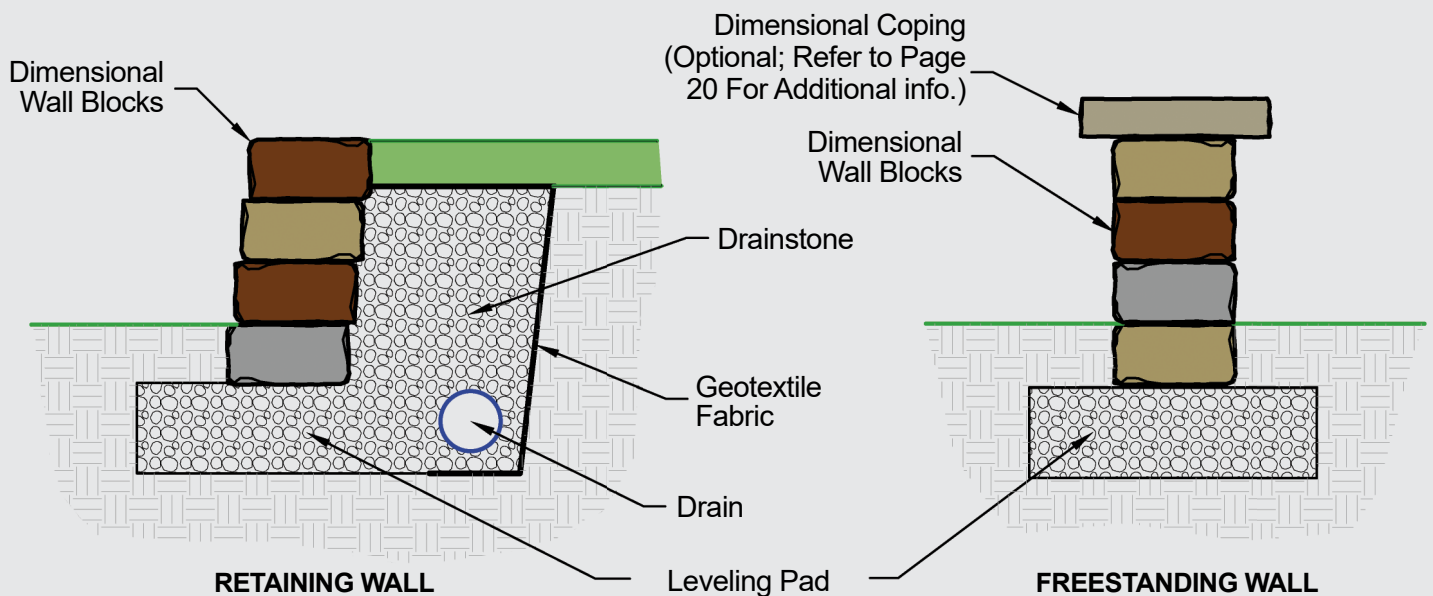 Dimensional
Wall Blocks
Dimensional Coping
(Optional; Refer to Page
20 For Additional info.)
Dimensional
Wall Blocks
Drainstone
Geotextile
Fabric
Drain
Leveling Pad
RETAINING WALL
FREESTANDING WALL